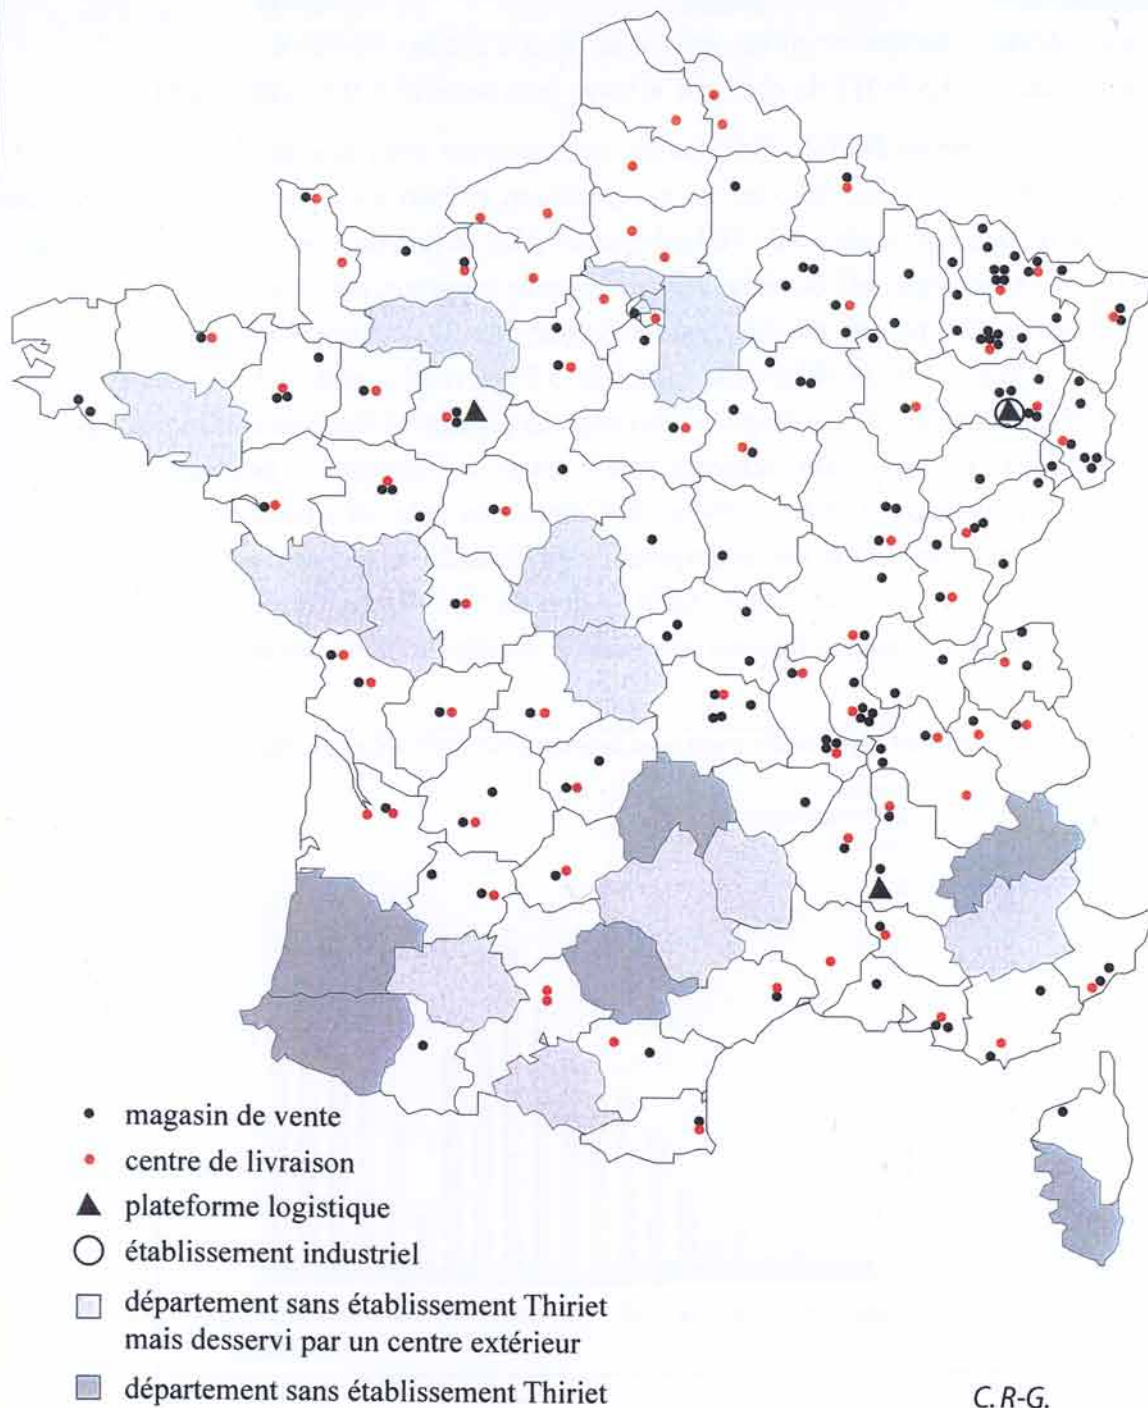 magasin de vente
centre de livraison
plateforme logistique
établissement industriel
département sans établissement Thiriet
mais desservi par un centre extérieur
département sans établissement Thiriet
C. R-G.